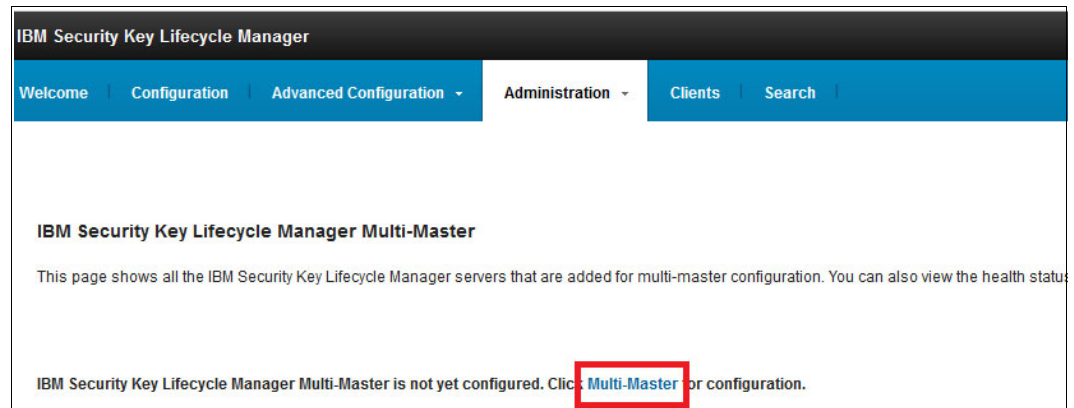 IBM Security Key Lifecycle Manager
Welcome Configuration Advanced Configuration Administration Clients Search
IBM Security Key Lifecycle Manager Multi-Master
This page shows all the IBM Security Key Lifecycle Manager servers that are added for multi-master configuration. You can also view the health status
IBM Security Key Lifecycle Manager Multi-Master is not yet configured. Click Multi-Master for configuration.